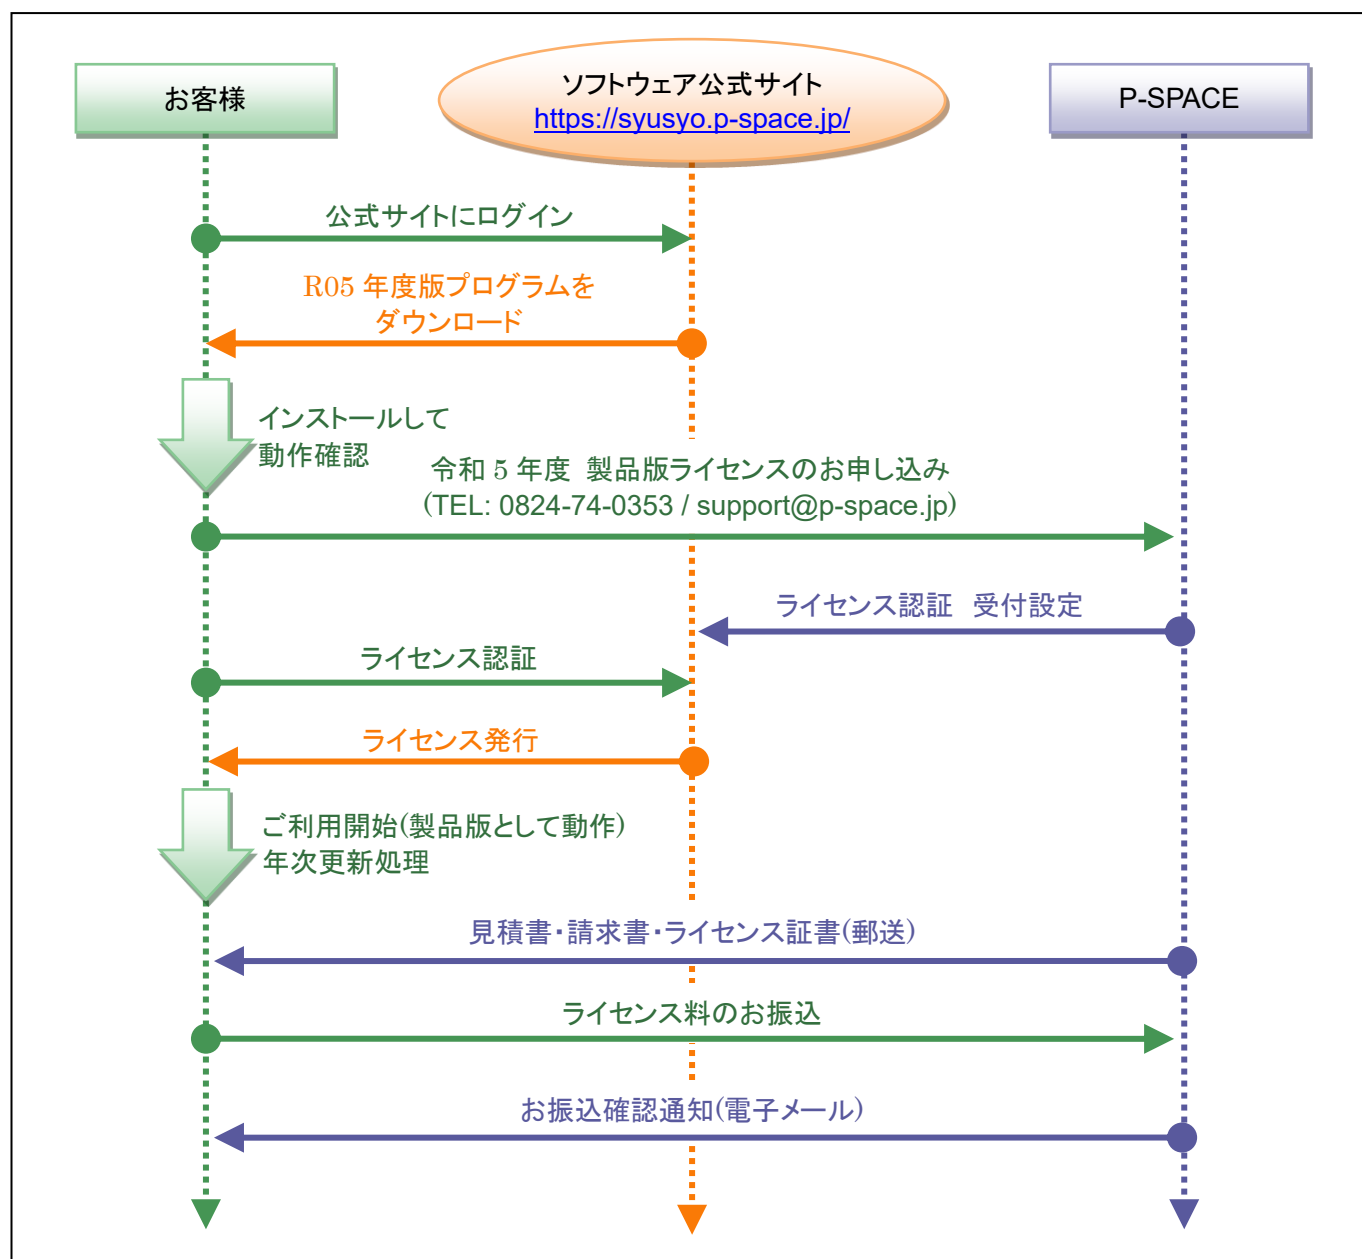 お客様
ソフトウェア公式サイト
https://syusyo.p-space.jp/
P-SPACE
公式サイトにログイン
R05 年度版プログラムを
ダウンロード
インストールして
動作確認
令和 5 年度 製品版ライセンスのお申し込み
(TEL: 0824-74-0353 / support@p-space.jp)
ライセンス認証　受付設定
ライセンス認証
ライセンス発行
ご利用開始(製品版として動作)
年次更新処理
見積書・請求書・ライセンス証書(郵送)
ライセンス料のお振込
お振込確認通知(電子メール)